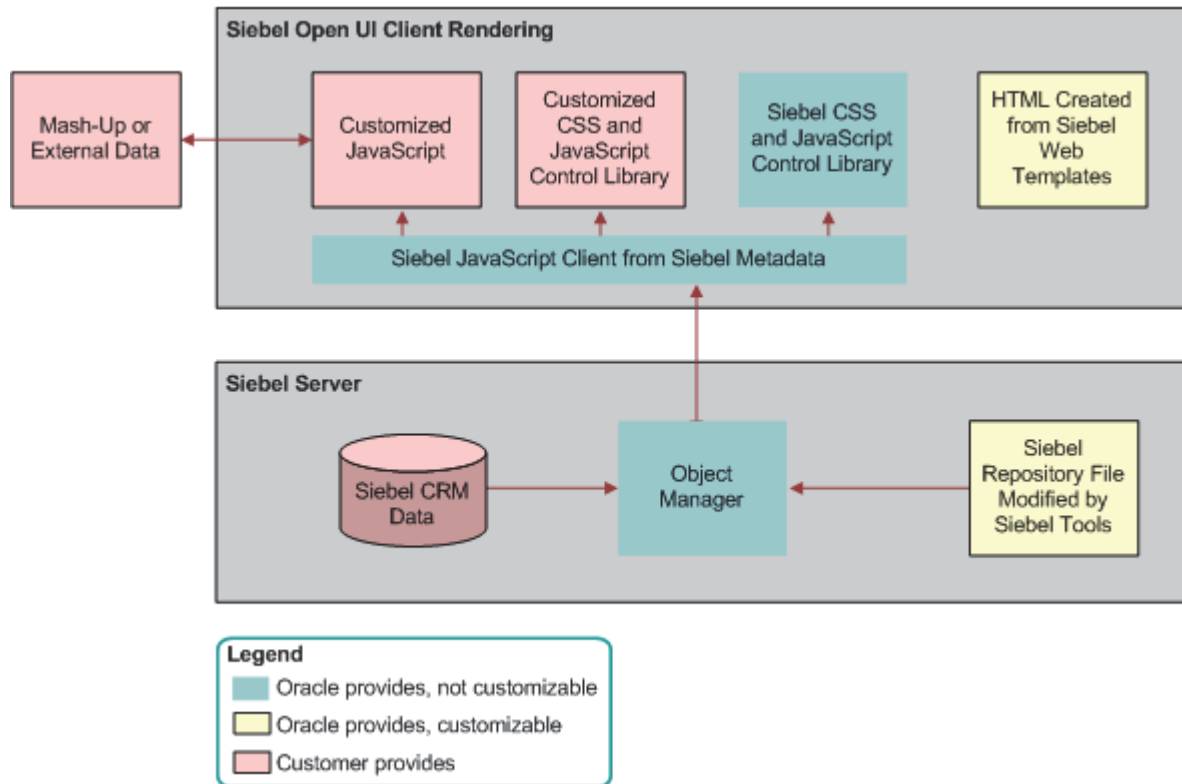 Siebel Open UI Client Rendering
Mash-Up or
External Data
Customized
JavaScript
Customized
CSS and
JavaScript
Control Library
Siebel CSS
and JavaScript
Control Library
HTML Created
from Siebel
Web
Templates
Siebel JavaScript Client from Siebel Metadata
Siebel Server
Siebel CRM
Data
Object
Manager
Siebel
Repository File
Modified by
Siebel Tools
Legend
Oracle provides, not customizable
Oracle provides, customizable
Customer provides